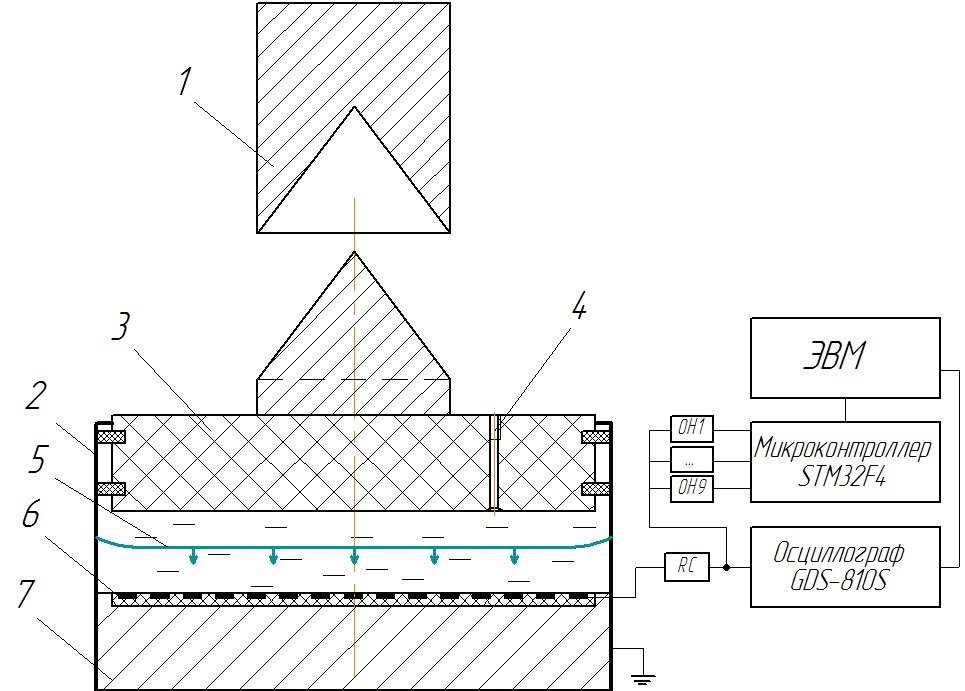 1
3
4
2
5
6
7
ЭВМ
ОН1
...
ОН9
Микроконтроллер
STM32F4
RC
Осциллограф
GDS-810S